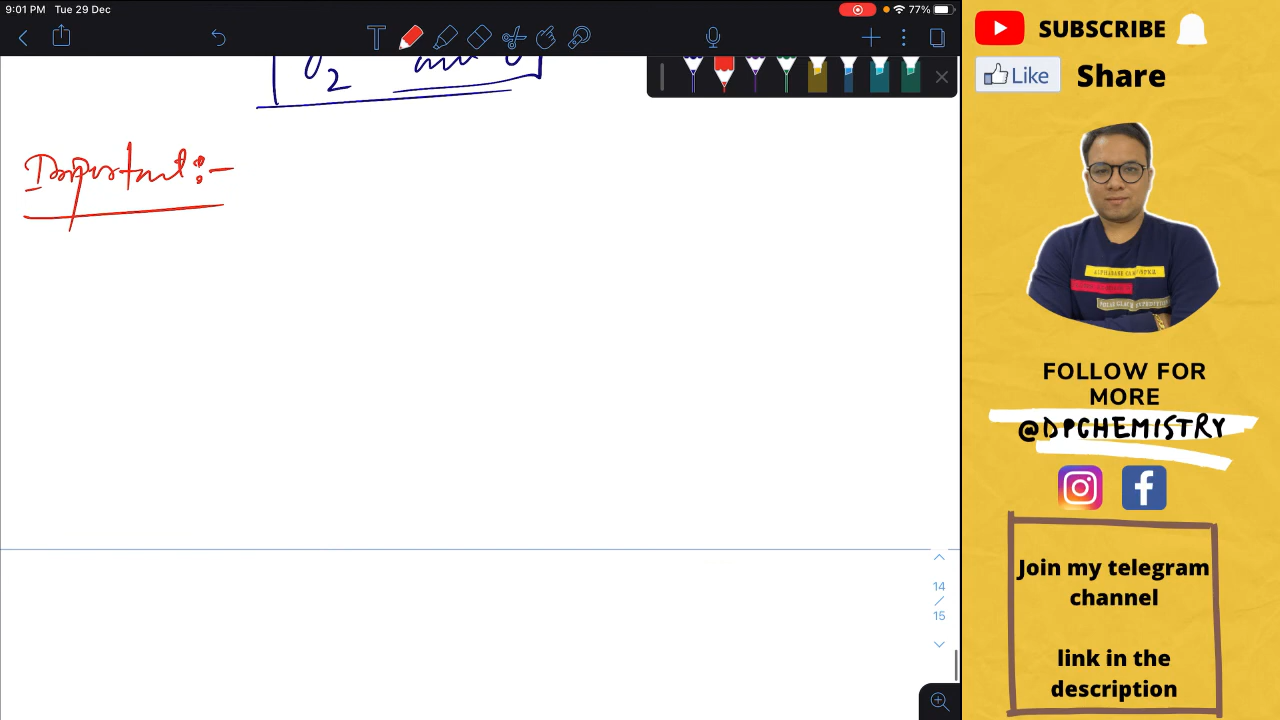 9:01 PM Tue 29 Dec
77%
T
2
Important :-
14
/
15
SUBSCRIBE
Like
Share
FOLLOW FOR
MORE
@DPCHEMISTRY
Join my telegram
channel
link in the
description